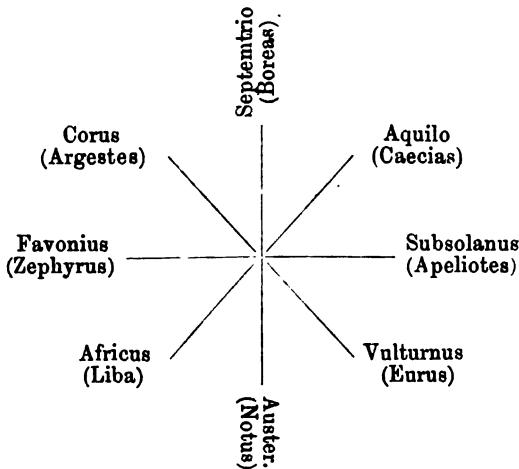 Septemtrio
(Boreas)
Corus
(Argestes)
Aquilo
(Caecias)
Favonius
(Zephyrus)
Subsolanus
(Apeliotes)
Africus
(Liba)
Vulturnus
(Eurus)
Auster.
(Notus)